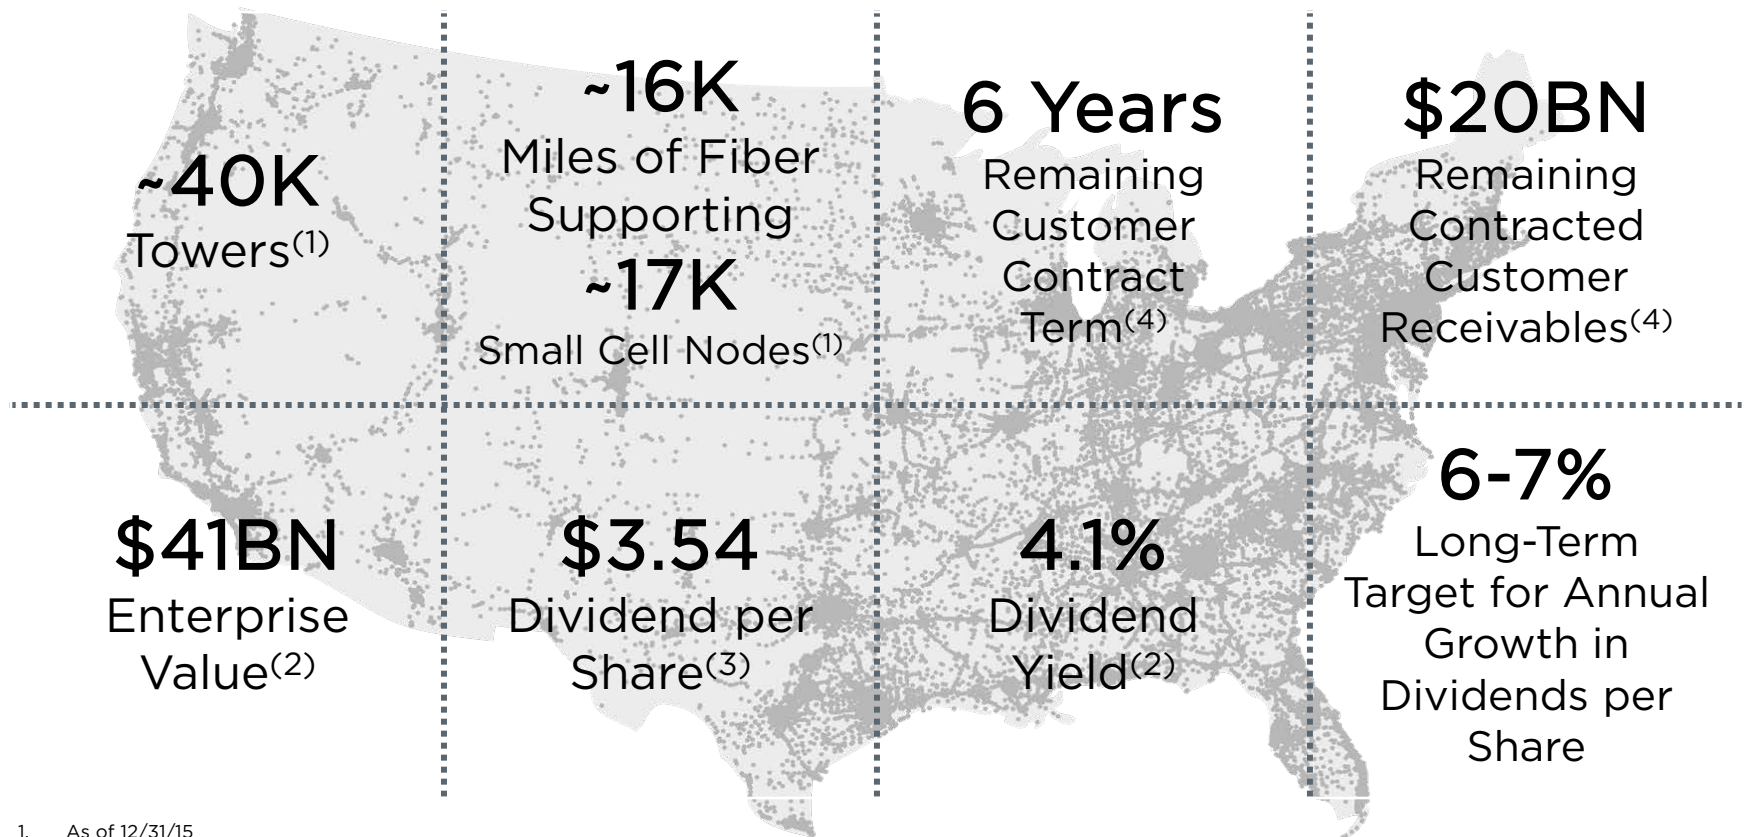 ~40K
Towers(1)
~16K
Miles of Fiber
Supporting
~17K
Small Cell Nodes(1)
6 Years
Remaining
Customer
Contract
Term(4)
$20BN
Remaining
Contracted
Customer
Receivables(4)
$41BN
Enterprise
Value(2)
$3.54
Dividend per
Share(3)
4.1%
Dividend
Yield(2)
6-7%
Long-Term
Target for Annual
Growth in
Dividends per
Share
1. As of 12/31/15